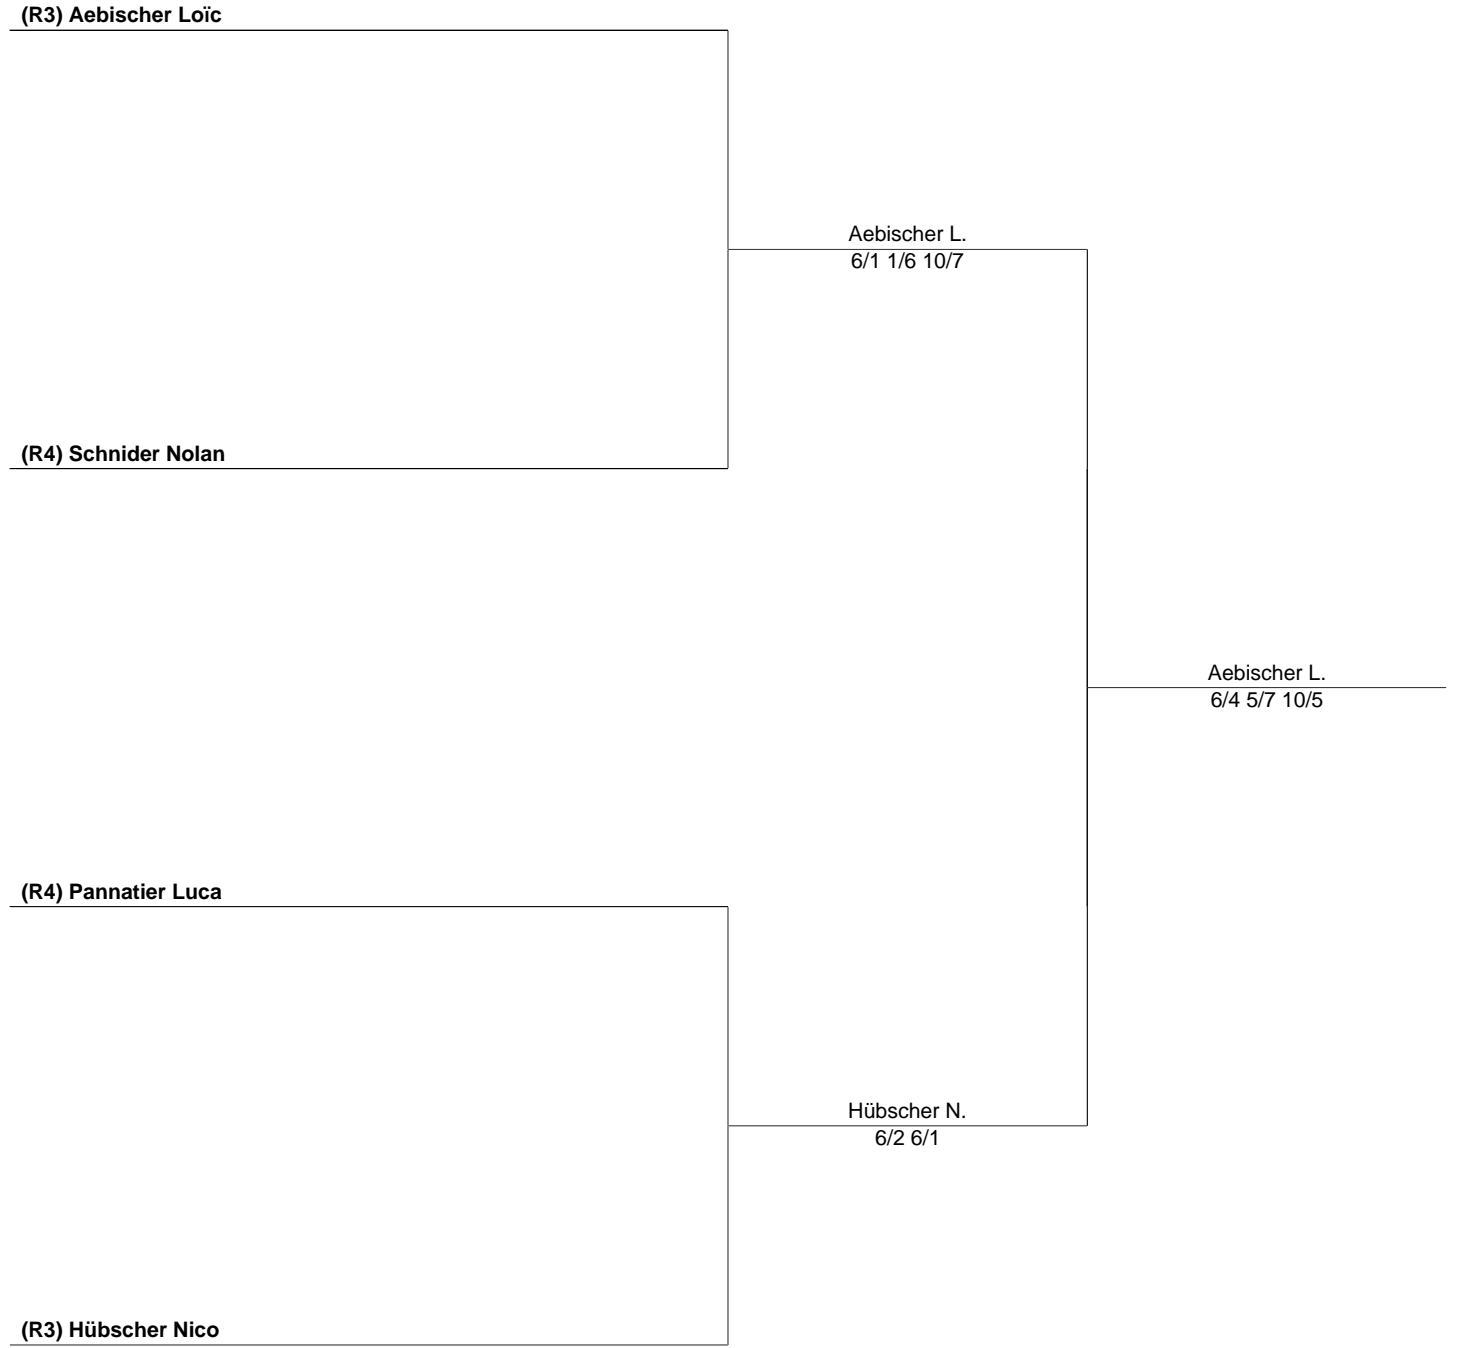 (R3) Aebischer Loïc
Aebischer L.
6/1 1/6 10/7
(R4) Schnider Nolan
Aebischer L.
6/4 5/7 10/5
(R4) Pannatier Luca
Hübscher N.
6/2 6/1
(R3) Hübscher Nico